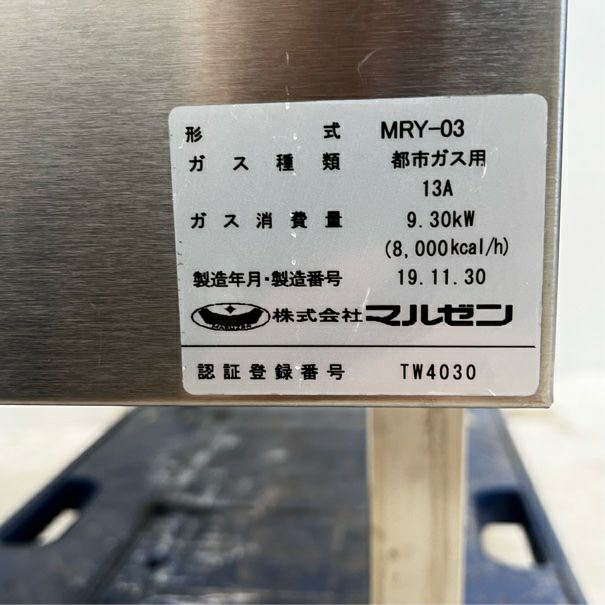 形式 MRY-03
ガス種類 都市ガス用
13A
ガス消費量 9.30kW
(8,000kcal/h)
製造年月・製造番号 19.11.30
MARUZEN 株式会社マルゼン
認証登録番号 TW4030